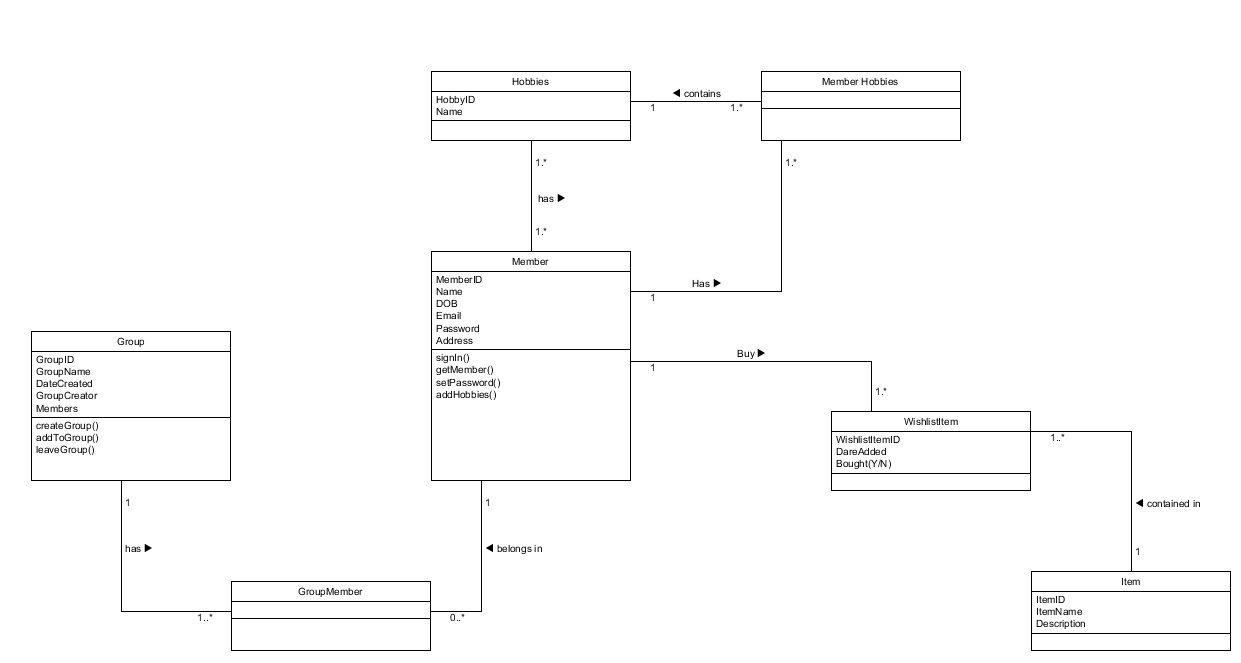 Hobbies
HobbyID
Name
◄ contains
1
1.*
Member Hobbies
1.*
has ►
1.*
1.*
Member
MemberID
Name
DOB
Email
Password
Address
signIn()
getMember()
setPassword()
addHobbies()
Has ►
1
Buy ►
1
1.*
Group
GroupID
GroupName
DateCreated
GroupCreator
Members
createGroup()
addToGroup()
leaveGroup()
WishlistItem
WishlistItemID
DareAdded
Bought(Y/N)
1..*
◄ contained in
1
1
has ►
1..*
1
◄ belongs in
0..*
GroupMember
Item
ItemID
ItemName
Description